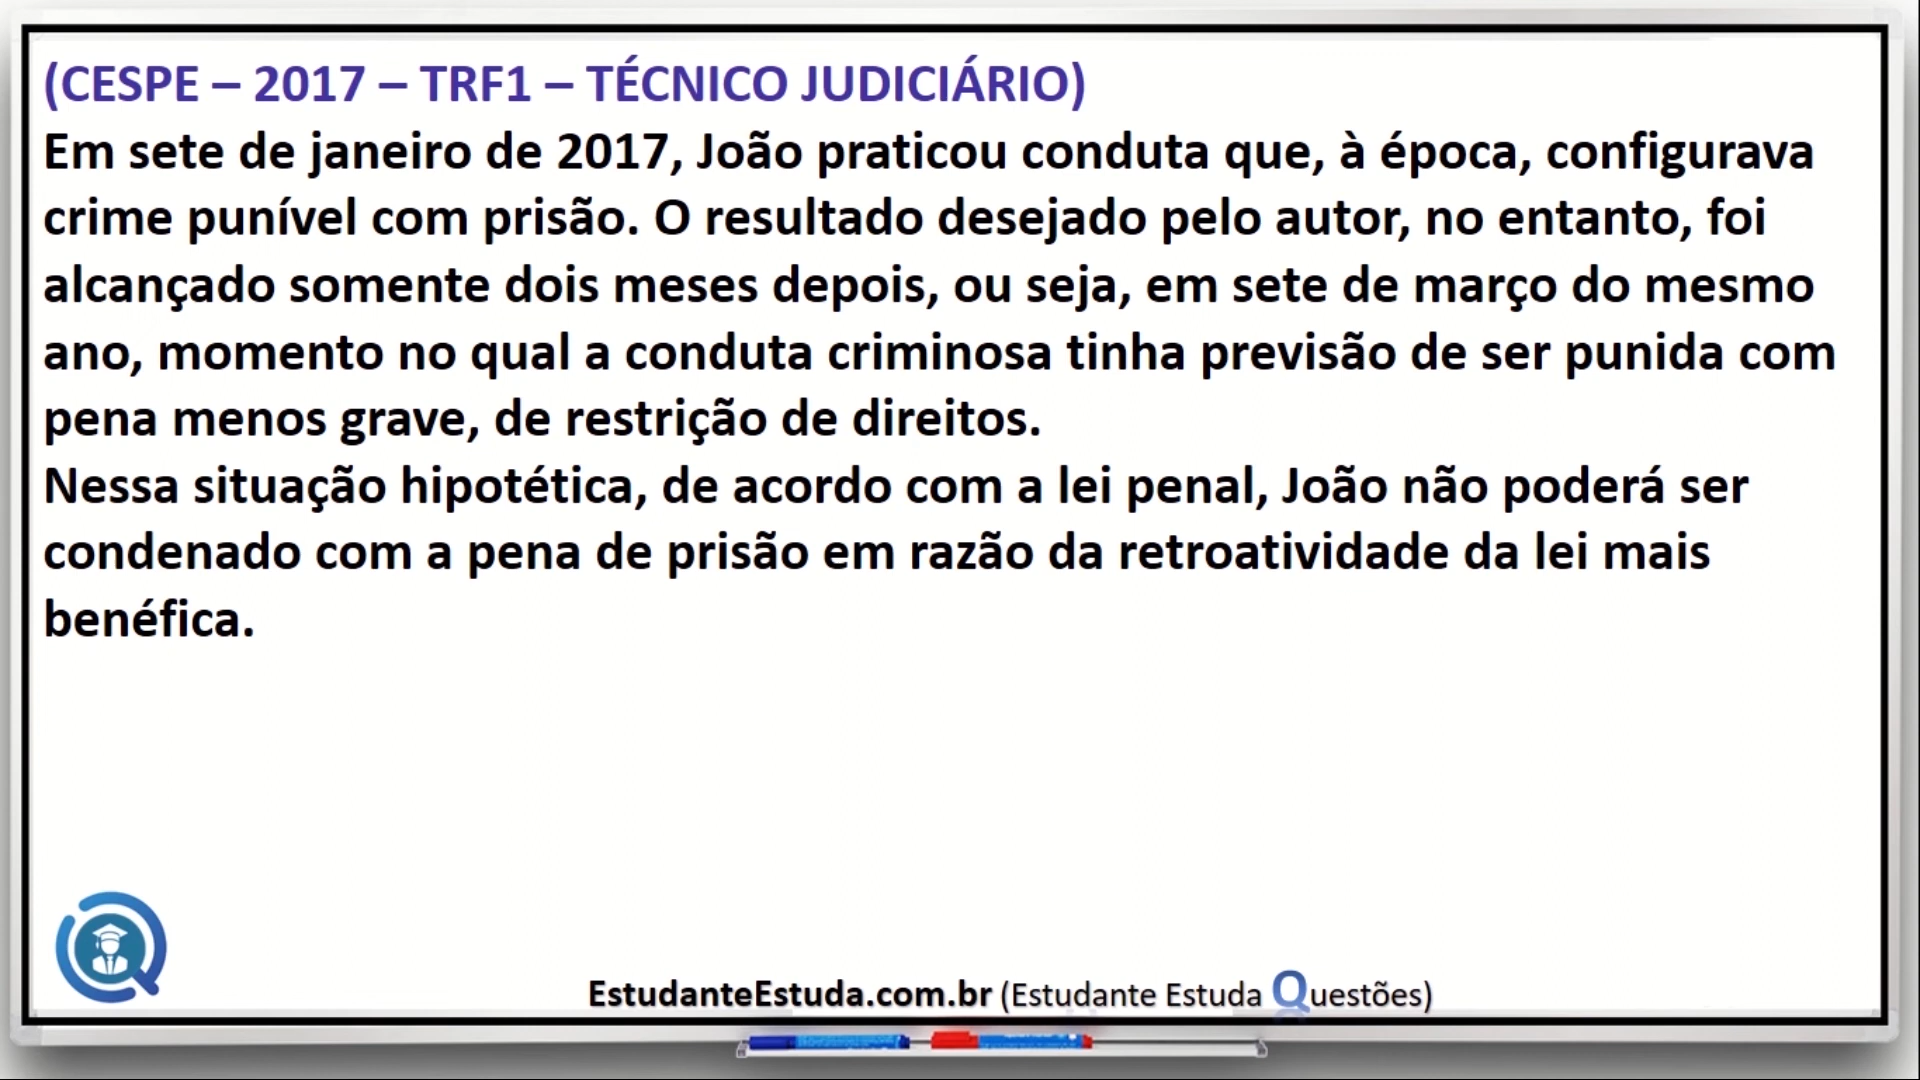 (CESPE – 2017 – TRF1 – TÉCNICO JUDICIÁRIO)
Em sete de janeiro de 2017, João praticou conduta que, à época, configurava
crime punível com prisão. O resultado desejado pelo autor, no entanto, foi
alcançado somente dois meses depois, ou seja, em sete de março do mesmo
ano, momento no qual a conduta criminosa tinha previsão de ser punida com
pena menos grave, de restrição de direitos.
Nessa situação hipotética, de acordo com a lei penal, João não poderá ser
condenado com a pena de prisão em razão da retroatividade da lei mais
benéfica.
EstudanteEstuda.com.br (Estudante Estuda Questões)